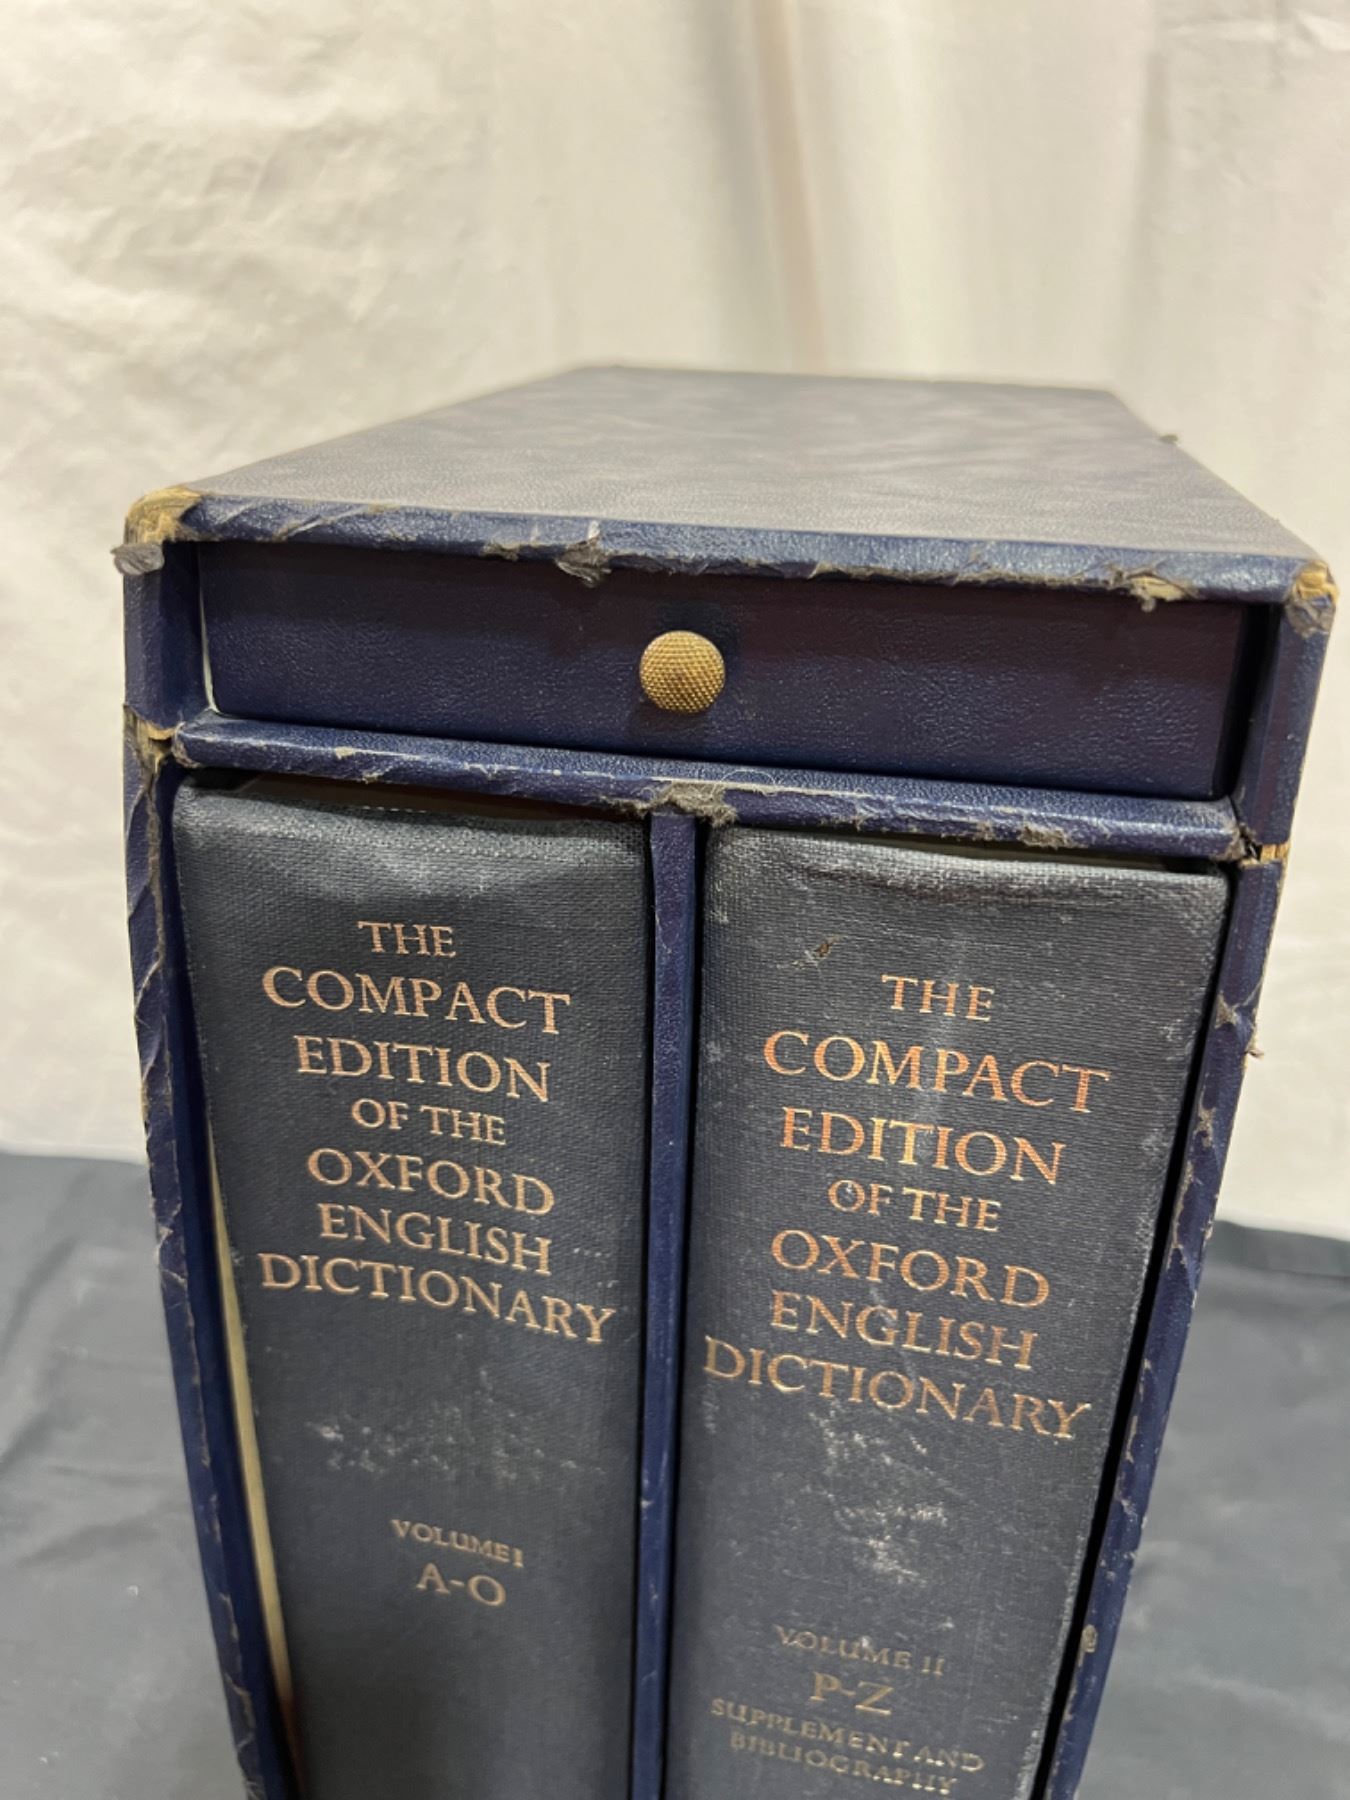 THE
COMPACT
EDITION
OF THE
OXFORD
ENGLISH
DICTIONARY
VOLUME I
A-O
THE
COMPACT
EDITION
OF THE
OXFORD
ENGLISH
DICTIONARY
VOLUME II
P-Z
SUPPLEMENT AND
BIBLIOGRAPHY